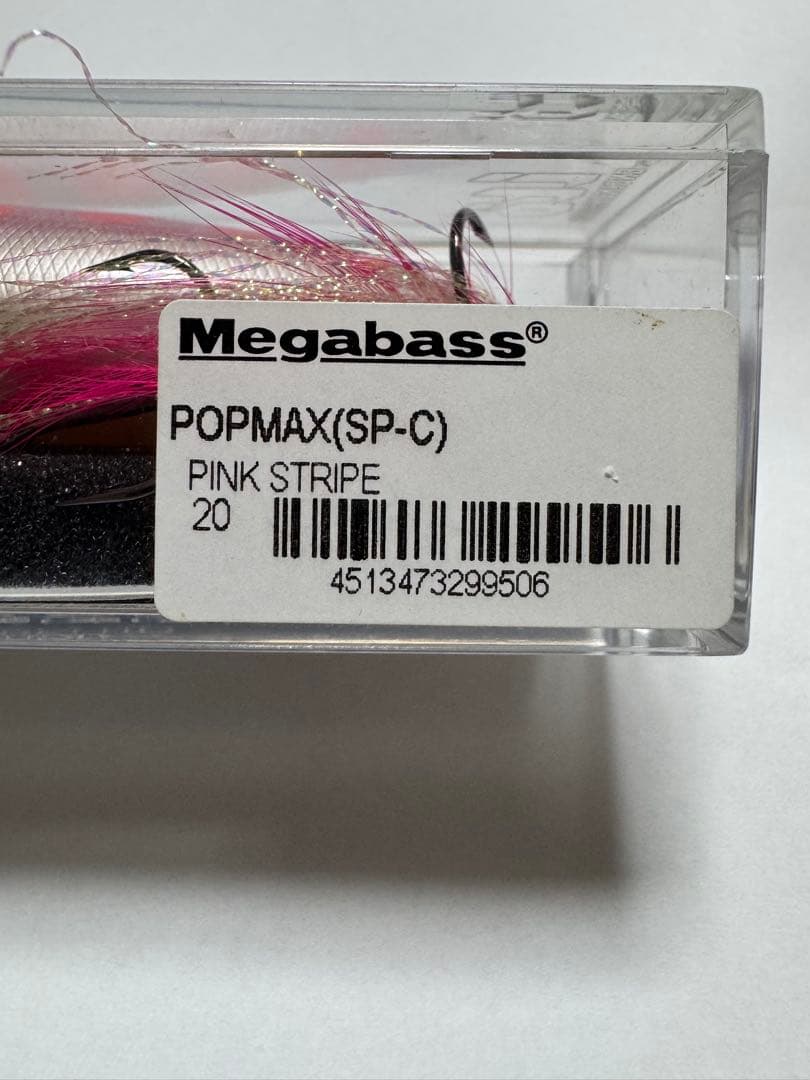 Megabass®
POPMAX(SP-C)
PINK STRIPE
20
4513473299506